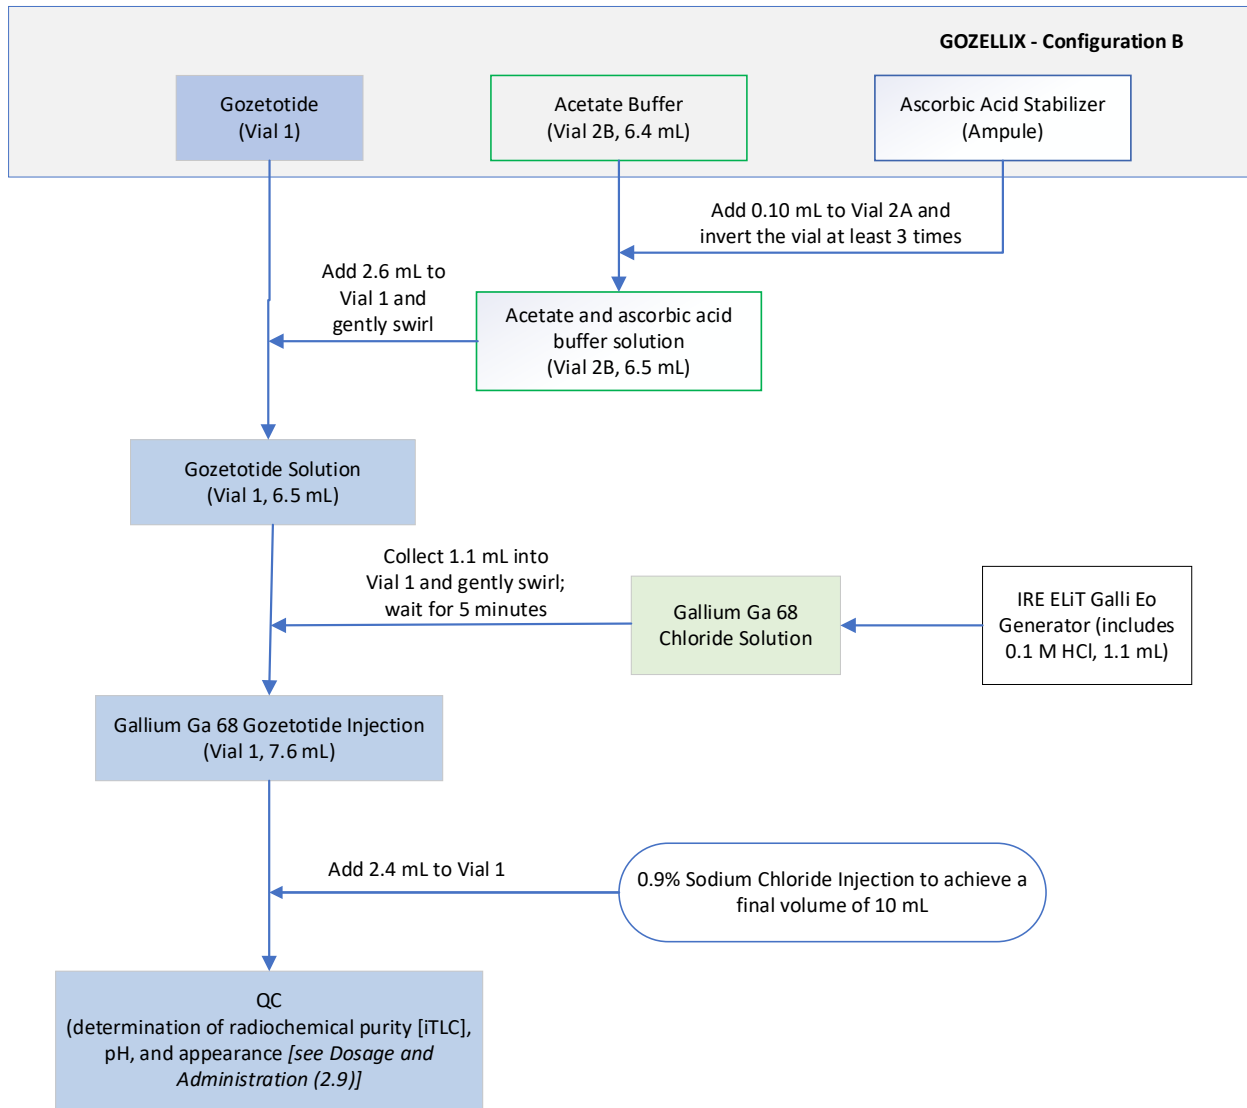 GOZELLIX - Configuration B
Gozetotide
(Vial 1)
Acetate Buffer
(Vial 2B, 6.4 mL)
Ascorbic Acid Stabilizer
(Ampule)
Add 0.10 mL to Vial 2A and
invert the vial at least 3 times
Add 2.6 mL to
Vial 1 and
gently swirl
Acetate and ascorbic acid
buffer solution
(Vial 2B, 6.5 mL)
Gozetotide Solution
(Vial 1, 6.5 mL)
Collect 1.1 mL into
Vial 1 and gently swirl;
wait for 5 minutes
Gallium Ga 68
Chloride Solution
IRE ELiT Galli Eo
Generator (includes
0.1 M HCl, 1.1 mL)
Gallium Ga 68 Gozetotide Injection
(Vial 1, 7.6 mL)
Add 2.4 mL to Vial 1
0.9% Sodium Chloride Injection to achieve a
final volume of 10 mL
QC
(determination of radiochemical purity [iTLC],
pH, and appearance [see Dosage and
Administration (2.9)]